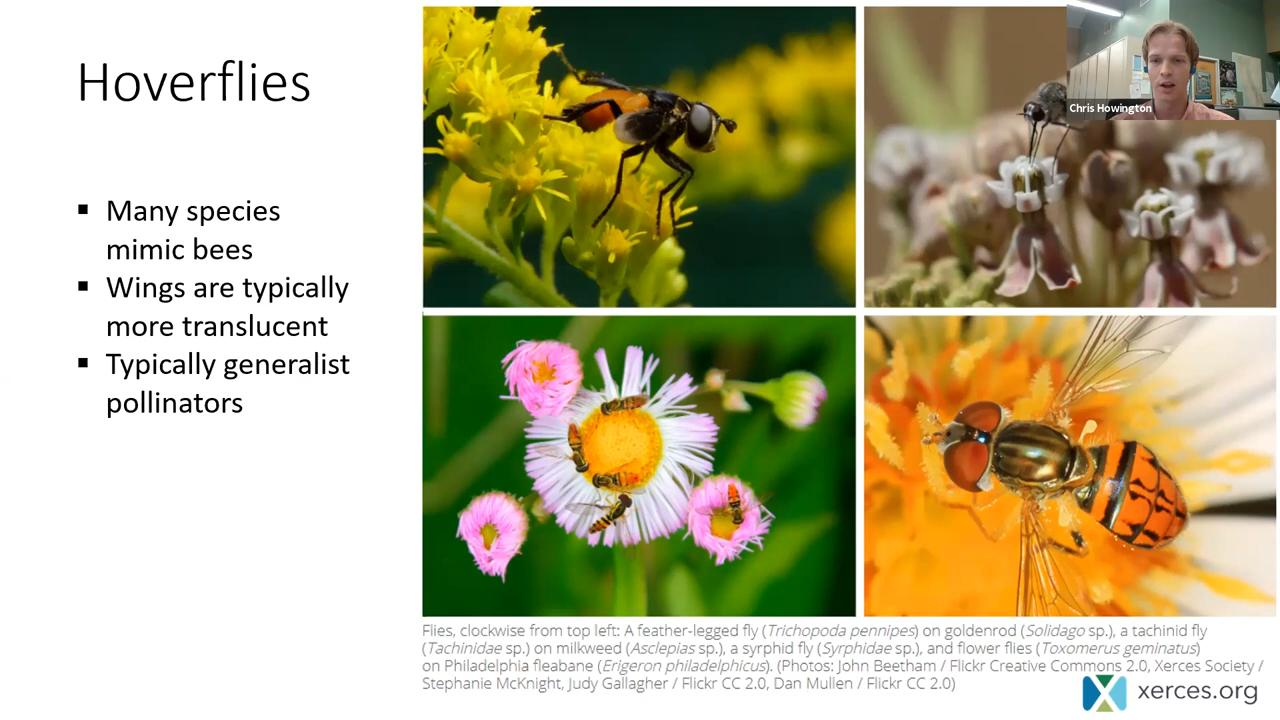 Hoverflies
▪ Many species
mimic bees
▪ Wings are typically
more translucent
▪ Typically generalist
pollinators
Chris Howington
Flies, clockwise from top left: A feather-legged fly (Trichopoda pennipes) on goldenrod (Solidago sp.), a tachinid fly
(Tachinidae sp.) on milkweed (Asclepias sp.), a syrphid fly (Syrphidae sp.), and flower flies (Toxomerus geminatus)
on Philadelphia fleabane (Erigeron philadelphicus). (Photos: John Beetham / Flickr Creative Commons 2.0, Xerces Society /
Stephanie McKnight, Judy Gallagher / Flickr CC 2.0, Dan Mullen / Flickr CC 2.0)
xerces.org